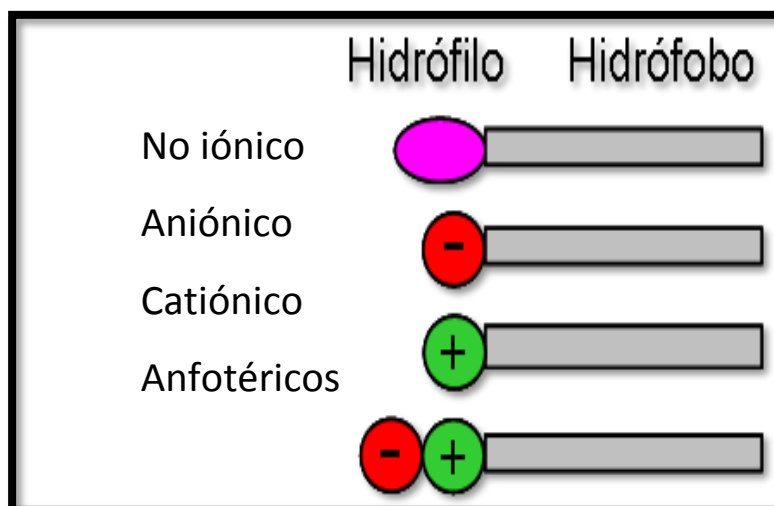 Hidrófilo Hidrófobo
No iónico
Aniónico
-
Catiónico
+
Anfotéricos
- +